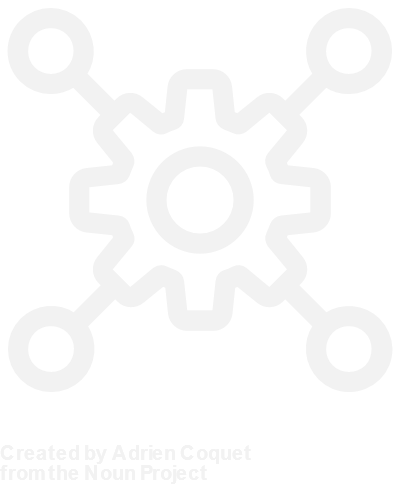 Created by Adrien Coquet
from the Noun Project